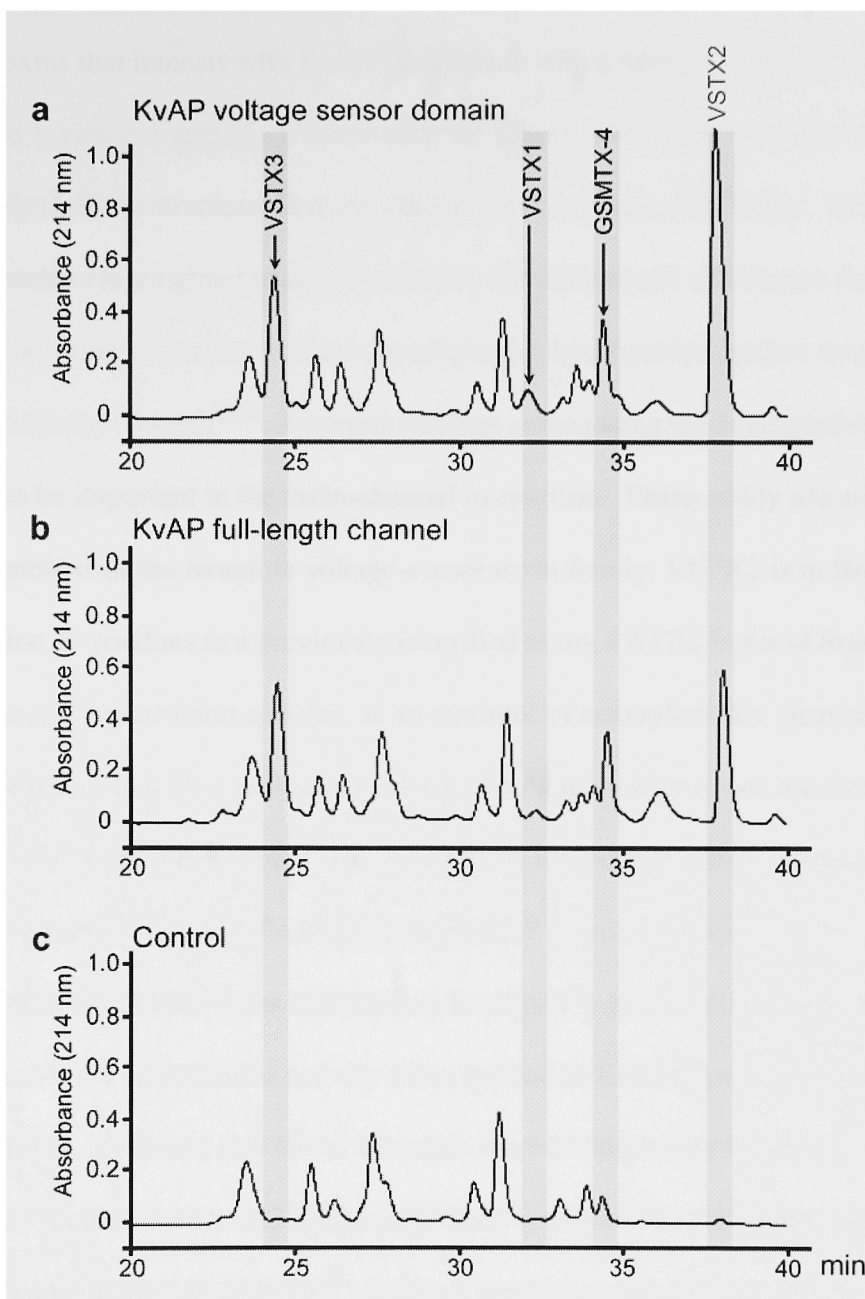 a KvAP voltage sensor domain
VSTX3
VSTX1
GSMTX-4
VSTX2
Absorbance (214 nm)
1.0
0.8
0.6
0.4
0.2
0
20 25 30 35 40
b KvAP full-length channel
Absorbance (214 nm)
1.0
0.8
0.6
0.4
0.2
0
20 25 30 35 40
c Control
Absorbance (214 nm)
1.0
0.8
0.6
0.4
0.2
0
20 25 30 35 40 min